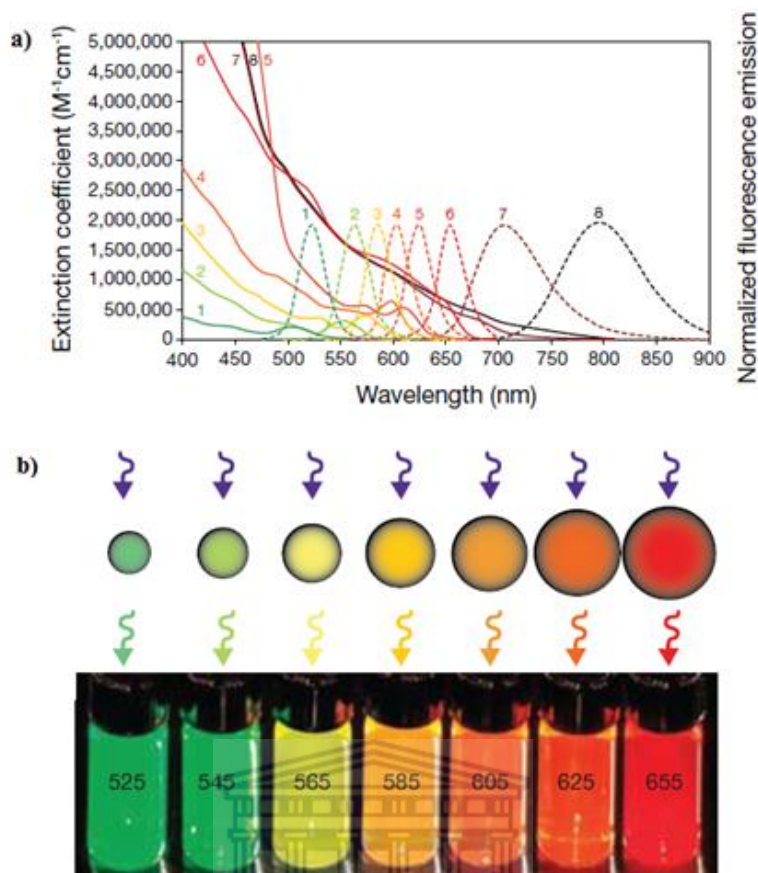 a)
Extinction coefficient (M⁻¹cm⁻¹)
Normalized fluorescence emission
5,000,000
4,500,000
4,000,000
3,500,000
3,000,000
2,500,000
2,000,000
1,500,000
1,000,000
500,000
0
6 7 8 5
4
3
2
1
1 2 3 4 5 6 7 8
400 450 500 550 600 650 700 750 800 850 900
Wavelength (nm)
b)
525 545 565 585 605 625 655